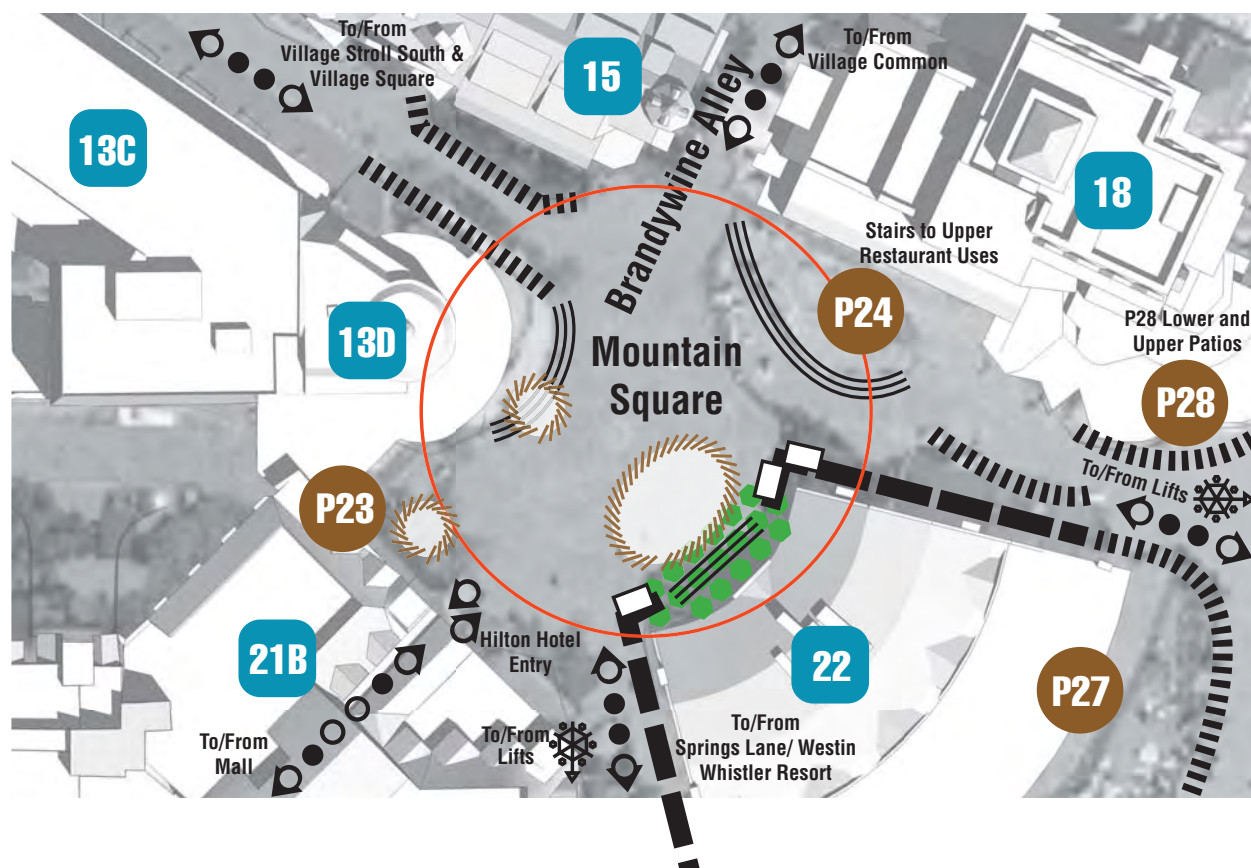 To/From
Village Stroll South &
Village Square
15
Brandywine Alley
To/From
Village Common
13C
18
Stairs to Upper
Restaurant Uses
P24
13D
Mountain
Square
P28 Lower and
Upper Patios
P28
To/From Lifts
P23
Hilton Hotel
Entry
21B
22
P27
To/From
Mall
To/From
Lifts
To/From
Springs Lane/ Westin
Whistler Resort